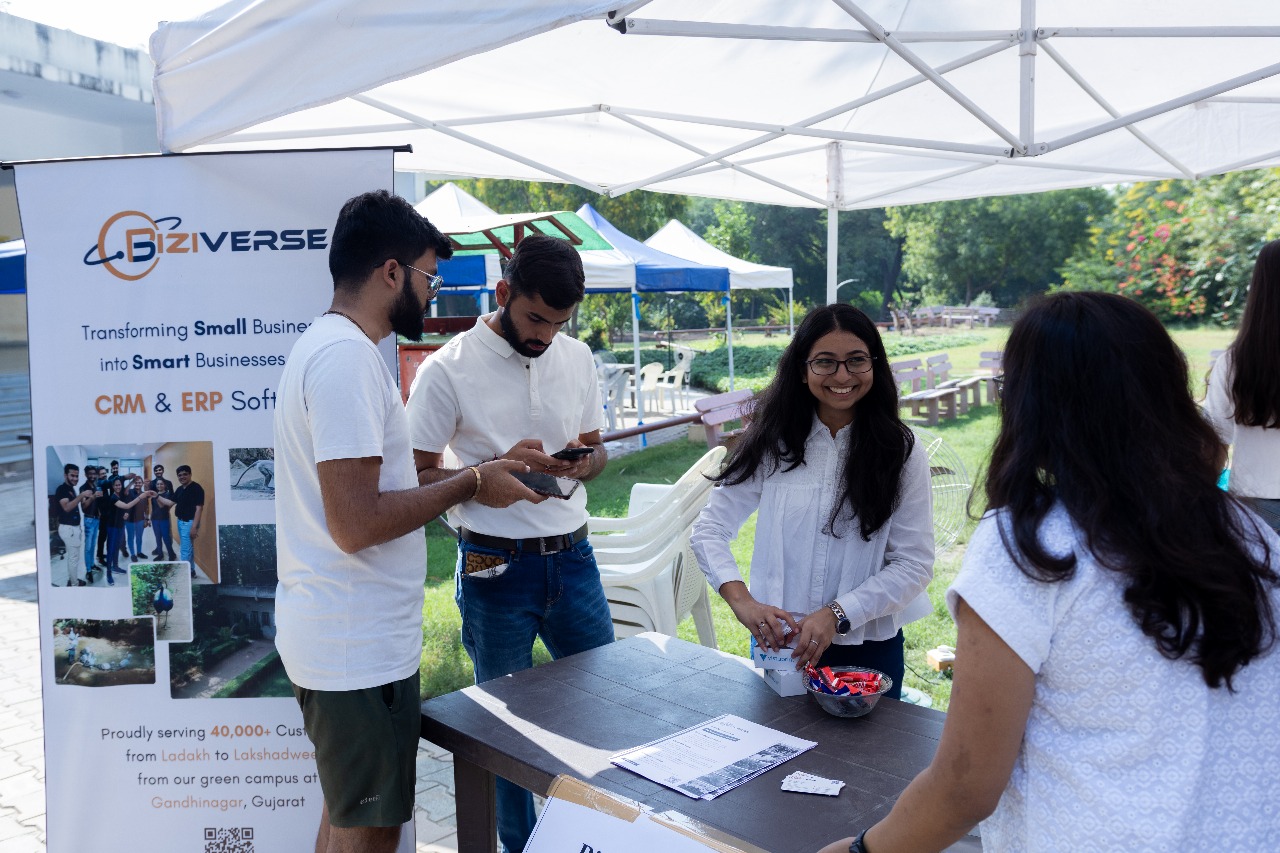 BIZIVERSE
Transforming Small Busine
into Smart Businesses
CRM & ERP Soft
Proudly serving 40,000+ Cust
from Ladakh to Lakshadwee
from our green campus at
Gandhinagar, Gujarat